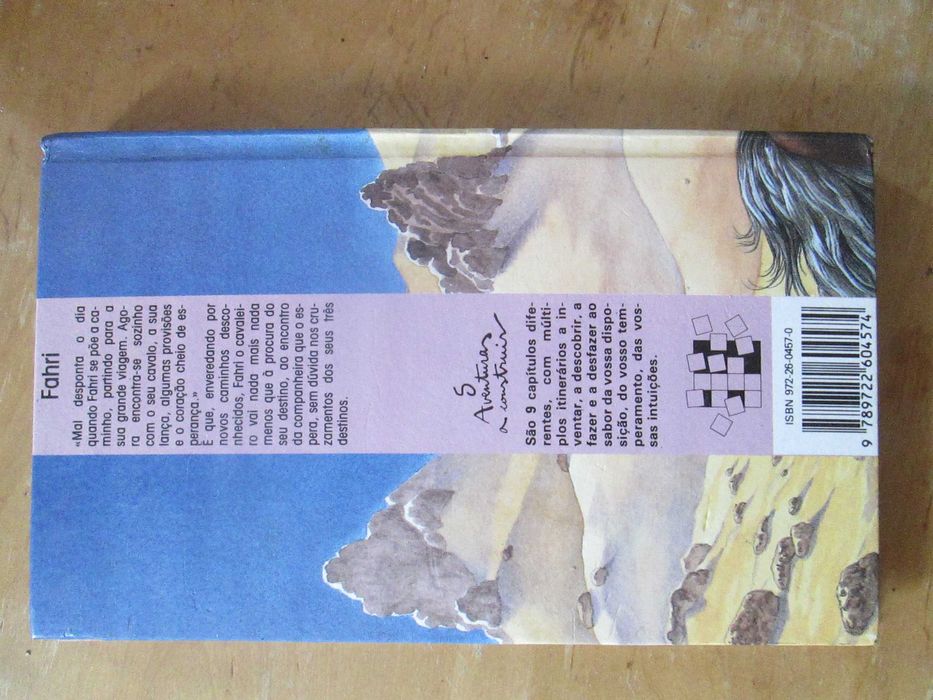 Fahri
«Mal desponta o dia
quando Fahri se põe a ca-
minho, partindo para a
sua grande viagem. Ago-
ra encontra-se sozinho
com o seu cavalo, a sua
lança, algumas provisões
e o coração cheio de es-
perança.»
É que, enveredando por
novos caminhos desco-
nhecidos, Fahri o cavalei-
ro vai nada mais nada
menos que à procura do
seu destino, ao encontro
da companheira que o es-
pera, sem dúvida nos cru-
zamentos dos seus três
destinos.
5
Aventuras
a construir
São 9 capítulos dife-
rentes, com múlti-
plos itinerários a in-
ventar, a descobrir, a
fazer e a desfazer ao
sabor da vossa dispo-
sição, do vosso tem-
peramento, das vos-
sas intuições.
ISBN 972-26-0457-0
9 789722 604574